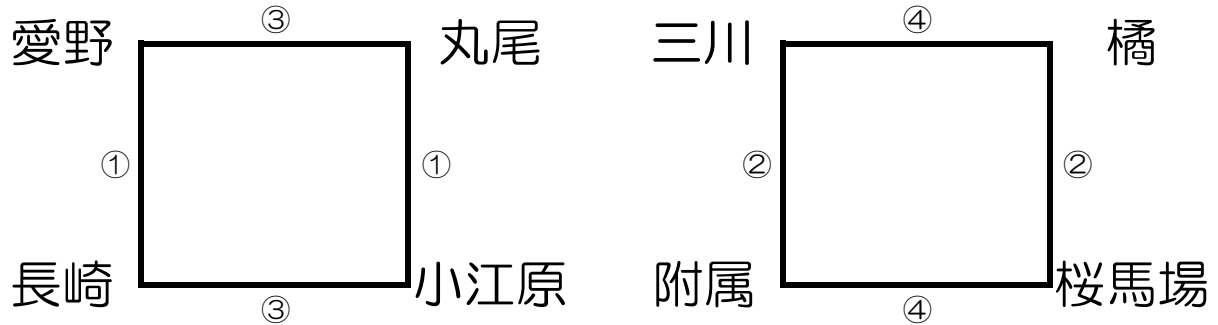 ③ ④
愛野 丸尾 三川 橘
① ① ② ②
長崎 小江原 附属 桜馬場
③ ④